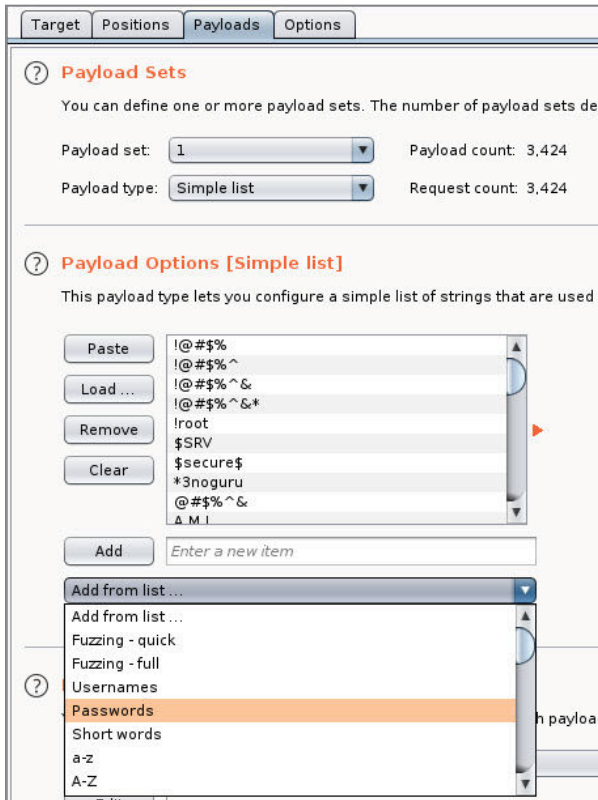 Target Positions Payloads Options
? Payload Sets
You can define one or more payload sets. The number of payload sets de
Payload set: 1 Payload count: 3,424
Payload type: Simple list Request count: 3,424
? Payload Options [Simple list]
This payload type lets you configure a simple list of strings that are used
Paste
Load ...
Remove
Clear
!@#$%
!@#$%^
!@#$%^&
!@#$%^&*
!root
$SRV
$secure$
*3noguru
@#$%^&
A.M.I
Add Enter a new item
Add from list ...
Add from list ...
Fuzzing - quick
Fuzzing - full
Usernames
Passwords
Short words
a-z
A-Z
?
h payloa